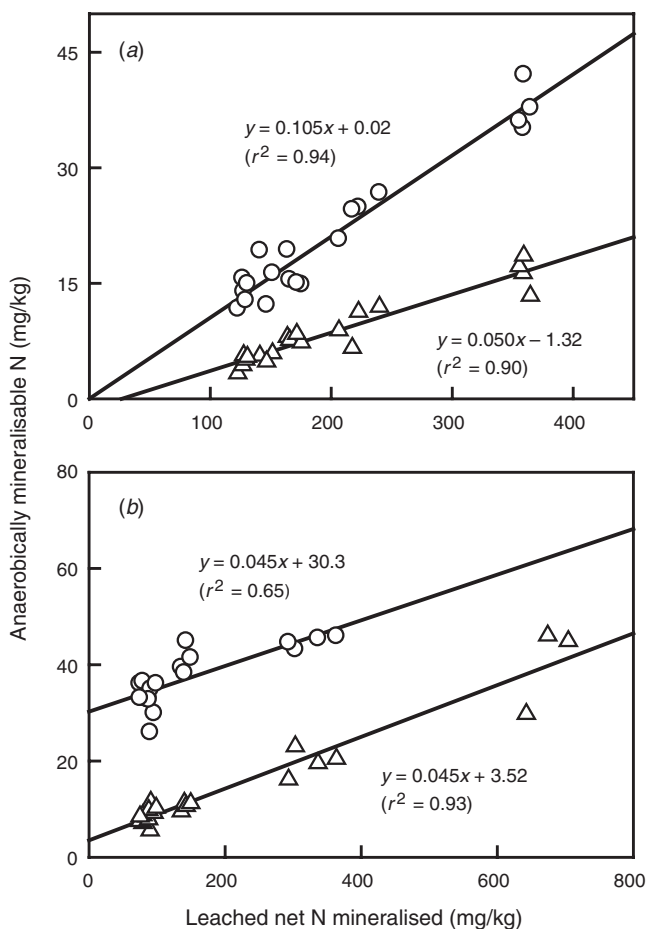 45
(a)
y = 0.105x + 0.02
(r² = 0.94)
30
15
y = 0.050x – 1.32
(r² = 0.90)
0
100
200
300
400
Anaerobically mineralisable N (mg/kg)
80
(b)
60
y = 0.045x + 30.3
(r² = 0.65)
40
20
y = 0.045x + 3.52
(r² = 0.93)
0
0
200
400
600
800
Leached net N mineralised (mg/kg)